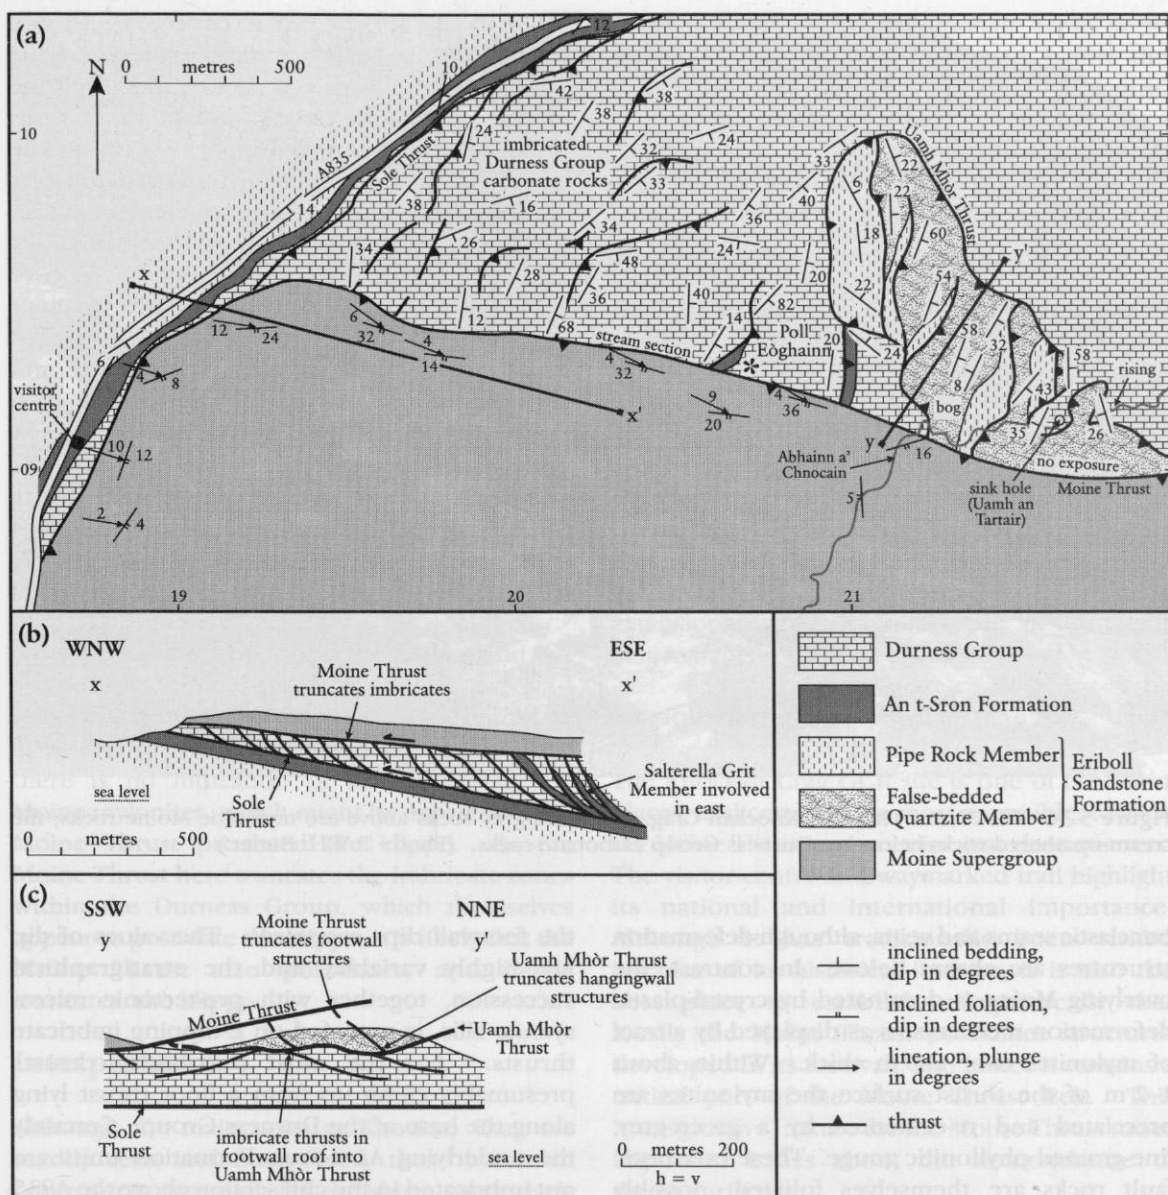 (a)
N
0 metres 500
10
09
19
20
21
12
10
A835
14
Sole Thrust
42
38
38
24
imbricated
Durness Group
carbonate rocks
32
24
33
38
16
34
26
34
48
28
36
36
24
33
40
Uamh Mhòr Thrust
22
6
22
18
60
20
22
54
y'
x
12
24
6
32
4
12
68
stream section
40
14
82
Poll
Eòghainn
20
24
58
32
58
rising
visitor
centre
6
4
8
14
4
32
x'
9
20
4
36
8
43
bog
y
16
35
26
no exposure
Abhainn a'
Chnocain
5
sink hole
(Uamh an
Tartair)
Moine Thrust
10
12
2
4
(b)
WNW
ESE
x
x'
Moine Thrust
truncates imbricates
sea level
Sole
Thrust
Salterella Grit
Member involved
in east
0 metres 500
(c)
SSW
NNE
y
y'
Moine Thrust
truncates footwall
structures
Uamh Mhòr Thrust
truncates hangingwall
structures
Moine Thrust
Uamh Mhòr
Thrust
Sole
Thrust
imbricate thrusts in
footwall roof into
Uamh Mhòr Thrust
sea level
0 metres 200
h = v
Durness Group
An t-Sron Formation
Pipe Rock Member
False-bedded
Quartzite Member
Eriboll
Sandstone
Formation
Moine Supergroup
inclined bedding,
dip in degrees
inclined foliation,
dip in degrees
lineation, plunge
in degrees
thrust